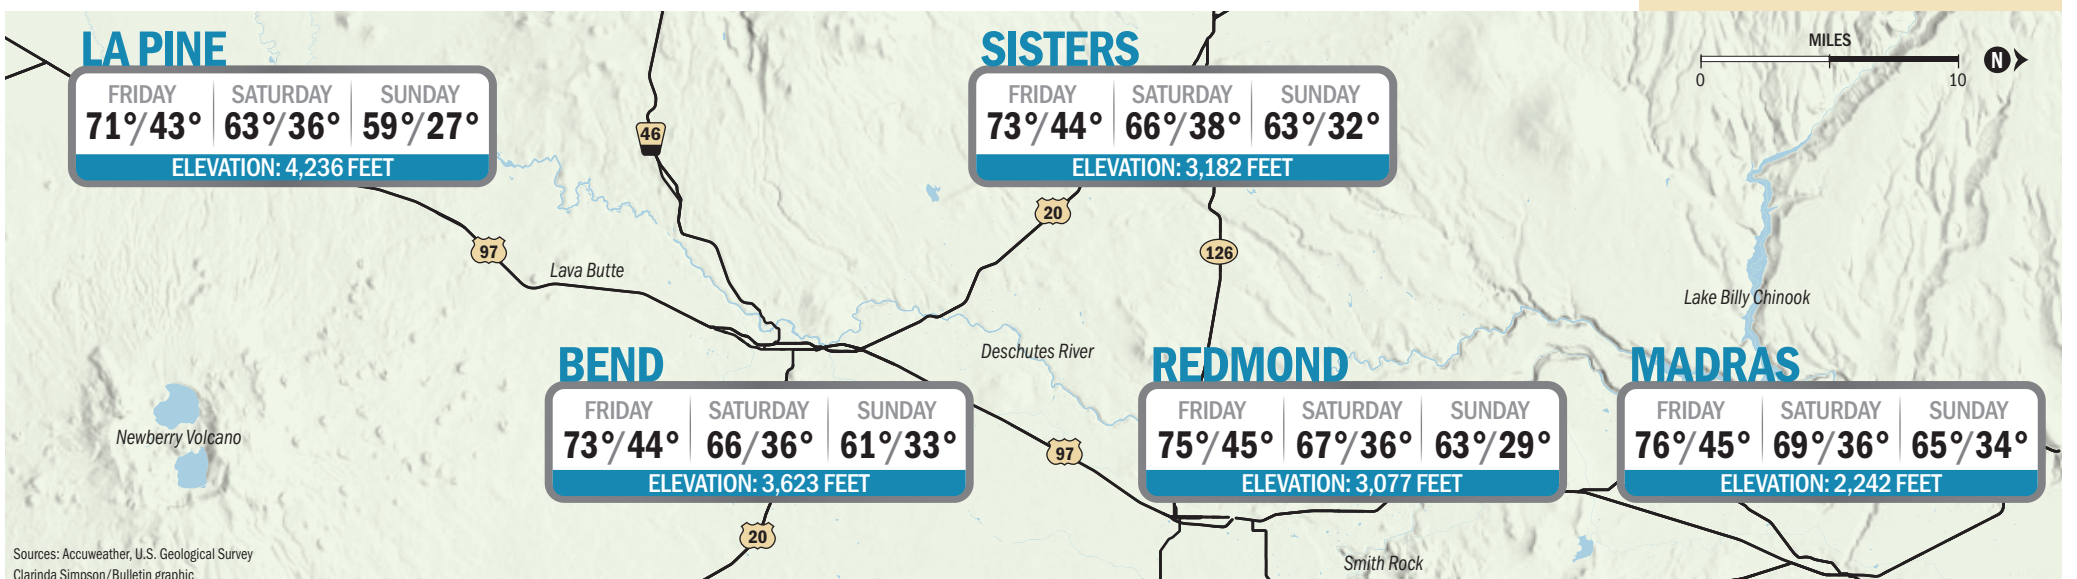 LA PINE
FRIDAY SATURDAY SUNDAY
71°/43° 63°/36° 59°/27°
ELEVATION: 4,236 FEET
SISTERS
FRIDAY SATURDAY SUNDAY
73°/44° 66°/38° 63°/32°
ELEVATION: 3,182 FEET
MILES
0 10
N
46
20
97
126
Lava Butte
Lake Billy Chinook
Deschutes River
BEND
FRIDAY SATURDAY SUNDAY
73°/44° 66/36° 61°/33°
ELEVATION: 3,623 FEET
REDMOND
FRIDAY SATURDAY SUNDAY
75°/45° 67°/36° 63°/29°
ELEVATION: 3,077 FEET
MADRAS
FRIDAY SATURDAY SUNDAY
76°/45° 69°/36° 65°/34°
ELEVATION: 2,242 FEET
Newberry Volcano
97
20
Smith Rock
Sources: Accuweather, U.S. Geological Survey
Clarinda Simpson/Bulletin graphic